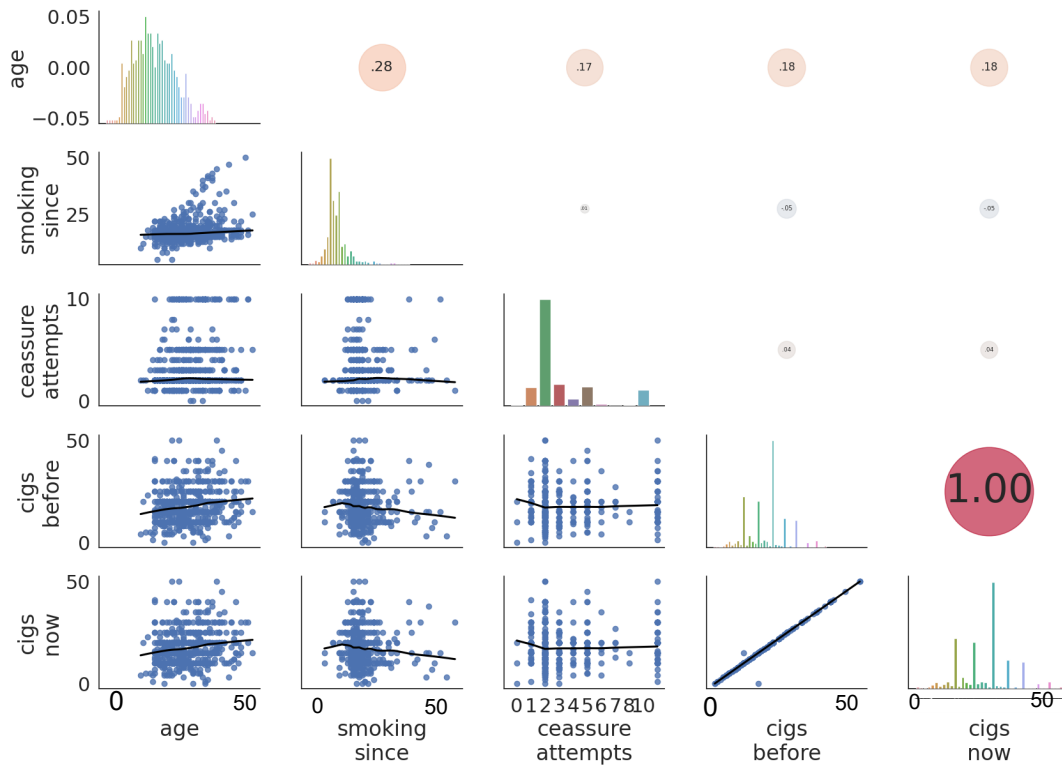 0.05
0.00
−0.05
age
.28
.17
.18
.18
50
25
smoking
since
-.05
-.05
10
0
ceassure
attempts
.04
.04
50
0
cigs
before
1.00
50
0
cigs
now
0 50
0 50
0 1 2 3 4 5 6 7 8 10
0
0 50
age
smoking
since
ceassure
attempts
cigs
before
cigs
now